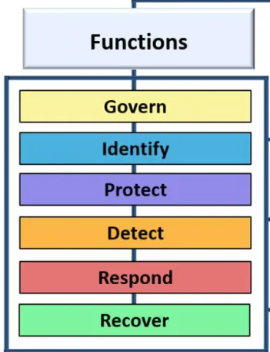 Functions
Govern
Identify
Protect
Detect
Respond
Recover